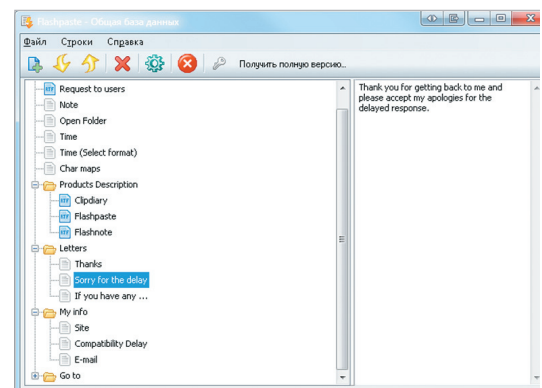 Flashpaste - Общая база данных
Файл Строки Справка
Получить полную версию...
Request to users
Note
Open Folder
Time
Time (Select format)
Char maps
Products Description
Clipdiary
Flashpaste
Flashnote
Letters
Thanks
Sorry for the delay
If you have any ...
My info
Site
Compatibility Delay
E-mail
Go to
Thank you for getting back to me and
please accept my apologies for the
delayed response.